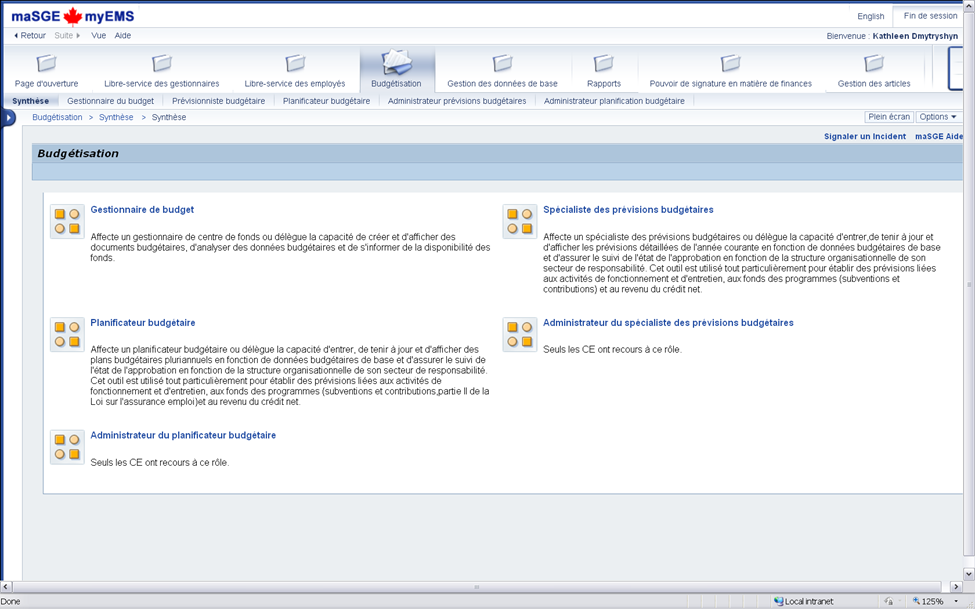 maSGE myEMS
English
Fin de session
Retour Suite Vue Aide
Bienvenue : Kathleen Dmytryshyn
Page d'ouverture
Libre-service des gestionnaires
Libre-service des employés
Budgétisation
Gestion des données de base
Rapports
Pouvoir de signature en matière de finances
Gestion des articles
Synthèse
Gestionnaire du budget
Prévisionniste budgétaire
Planificateur budgétaire
Administrateur prévisions budgétaires
Administrateur planification budgétaire
Budgétisation > Synthèse > Synthèse
Plein écran
Options
Signaler un Incident
maSGE Aide
Budgétisation
Gestionnaire de budget
Affecte un gestionnaire de centre de fonds ou délègue la capacité de créer et d'afficher des
documents budgétaires, d'analyser des données budgétaires et de s'informer de la disponibilité des
fonds.
Spécialiste des prévisions budgétaires
Affecte un spécialiste des prévisions budgétaires ou délègue la capacité d'entrer,de tenir à jour et
d'afficher les prévisions détaillées de l'année courante en fonction de données budgétaires de base
et d'assurer le suivi de l'état de l'approbation en fonction de la structure organisationnelle de son
secteur de responsabilité. Cet outil est utilisé tout particulièrement pour établir des prévisions liées
aux activités de fonctionnement et d'entretien, aux fonds des programmes (subventions et
contributions) et au revenu du crédit net.
Planificateur budgétaire
Affecte un planificateur budgétaire ou délègue la capacité d'entrer, de tenir à jour et d'afficher des
plans budgétaires pluriannuels en fonction de données budgétaires de base et d'assurer le suivi de
l'état de l'approbation en fonction de la structure organisationnelle de son secteur de responsabilité.
Cet outil est utilisé tout particulièrement pour établir des prévisions liées aux activités de
fonctionnement et d'entretien, aux fonds des programmes (subventions et contributions,partie II de la
Loi sur l'assurance emploi)et au revenu du crédit net.
Administrateur du spécialiste des prévisions budgétaires
Seuls les CE ont recours à ce rôle.
Administrateur du planificateur budgétaire
Seuls les CE ont recours à ce rôle.
Done
Local intranet
125%